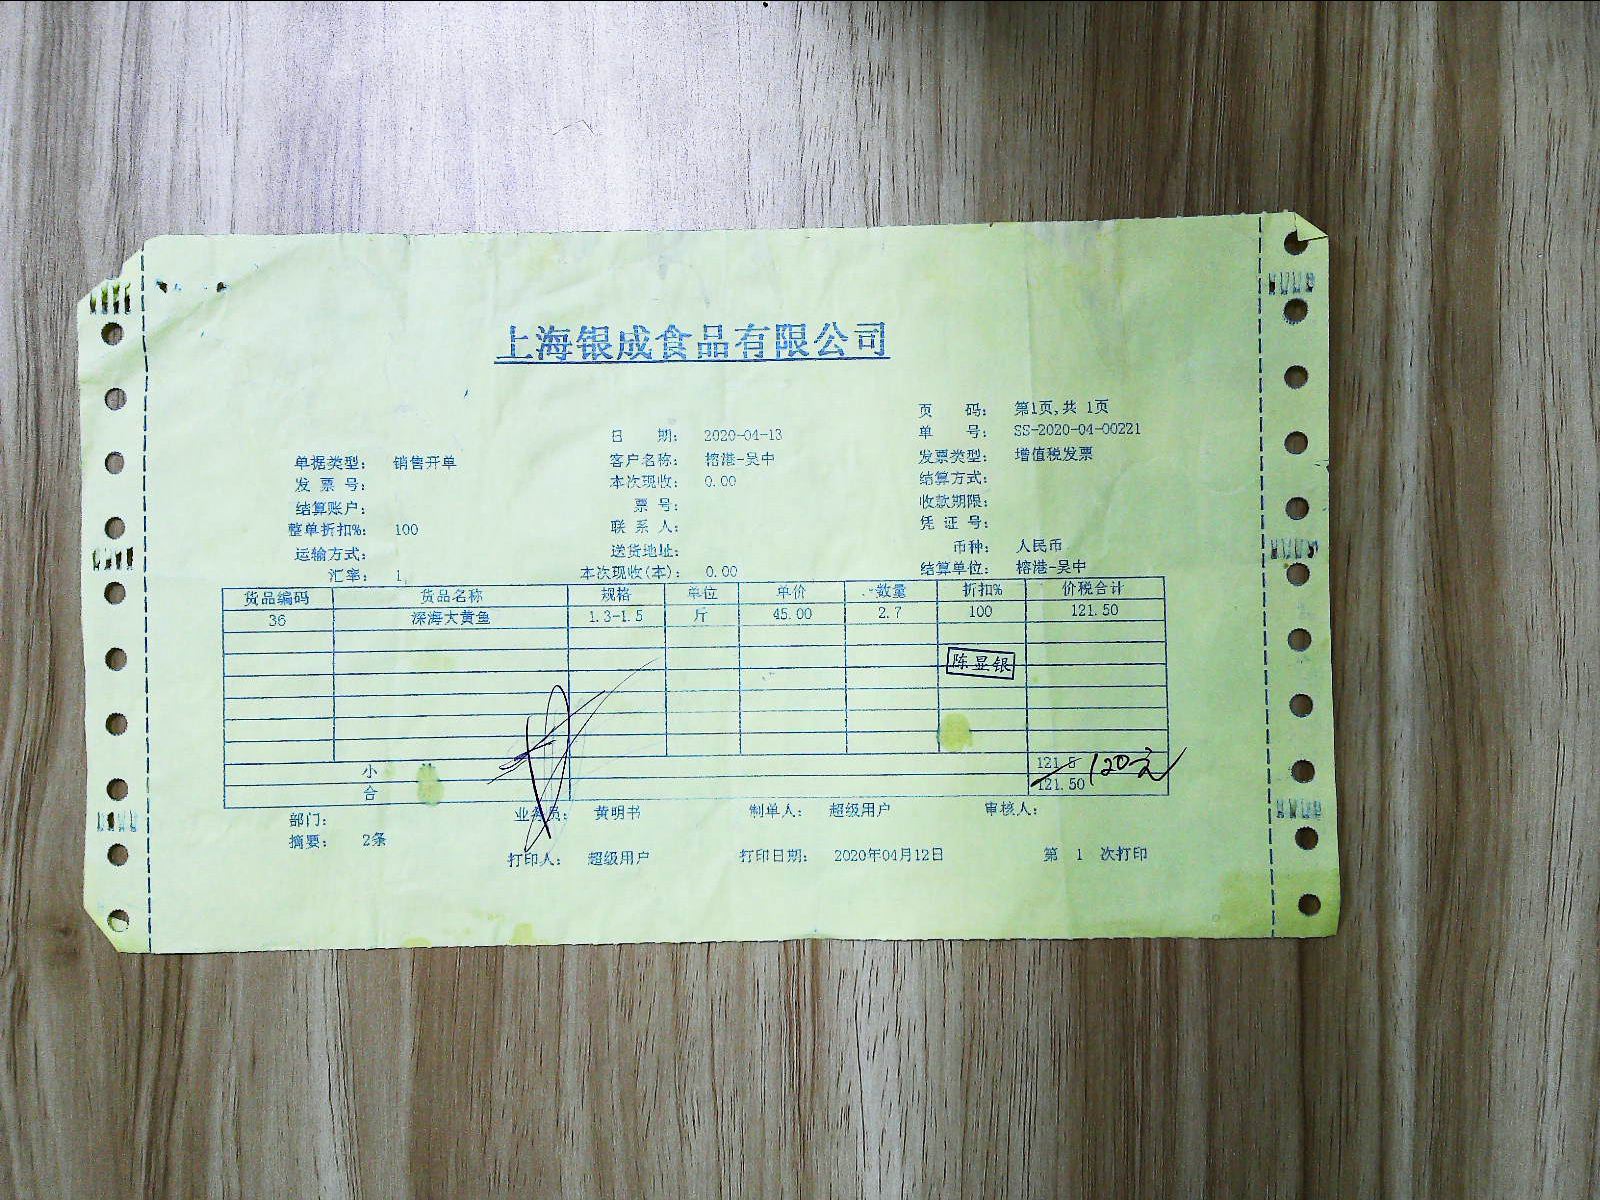 上海银成食品有限公司
页 码: 第1页,共 1页
日 期: 2020-04-13 单 号: SS-2020-04-00221
单据类型: 销售开单 客户名称: 榕港-吴中 发票类型: 增值税发票
发 票 号: 本次现收: 0.00 结算方式:
结算账户: 票 号: 收款期限:
整单折扣%: 100 联 系 人: 凭 证 号:
运输方式: 送货地址: 币种: 人民币
汇率: 1 本次现收(本): 0.00 结算单位: 榕港-吴中
货品编码 货品名称 规格 单位 单价 数量 折扣% 价税合计
36 深海大黄鱼 1.3-1.5 斤 45.00 2.7 100 121.50
陈显银
小 121.5 120元
合 121.50
部门: 业务员: 黄明书 制单人: 超级用户 审核人:
摘要: 2条
打印人: 超级用户 打印日期: 2020年04月12日 第 1 次打印